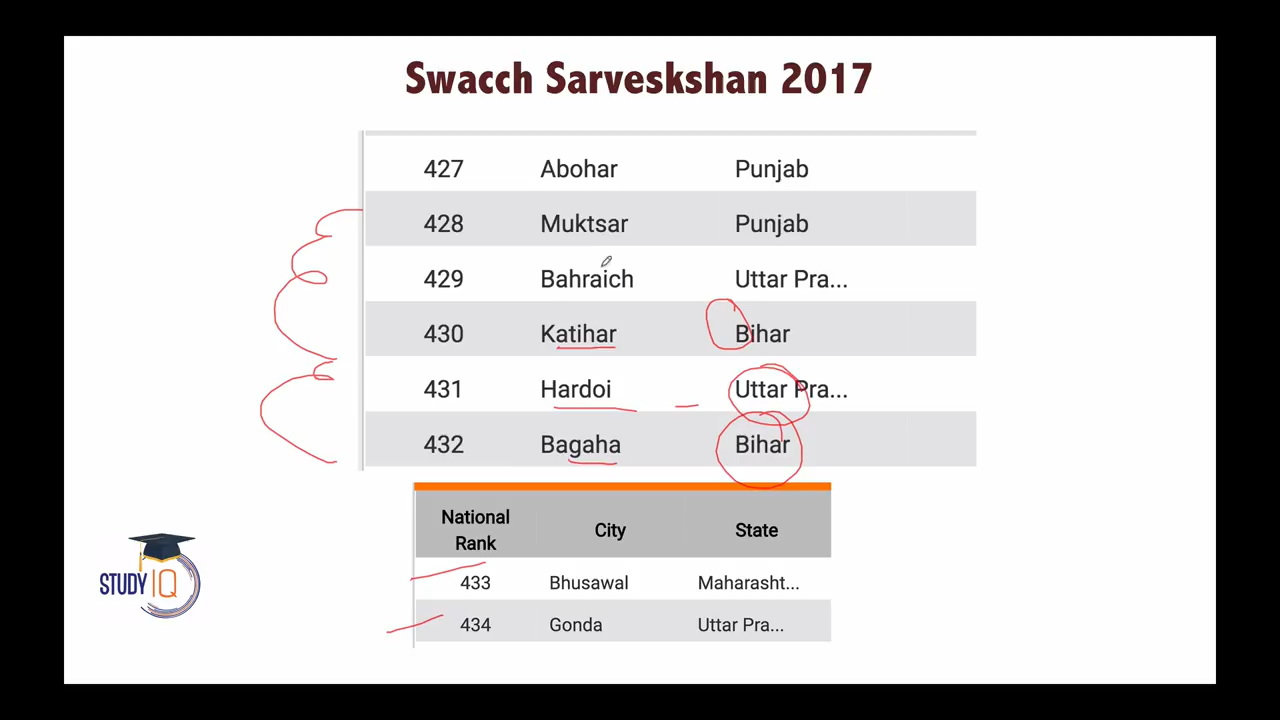 Swacch Sarveskshan 2017
427 Abohar Punjab
428 Muktsar Punjab
429 Bahraich Uttar Pra...
430 Katihar Bihar
431 Hardoi Uttar Pra...
432 Bagaha Bihar
National Rank City State
433 Bhusawal Maharasht...
434 Gonda Uttar Pra...
STUDY IQ